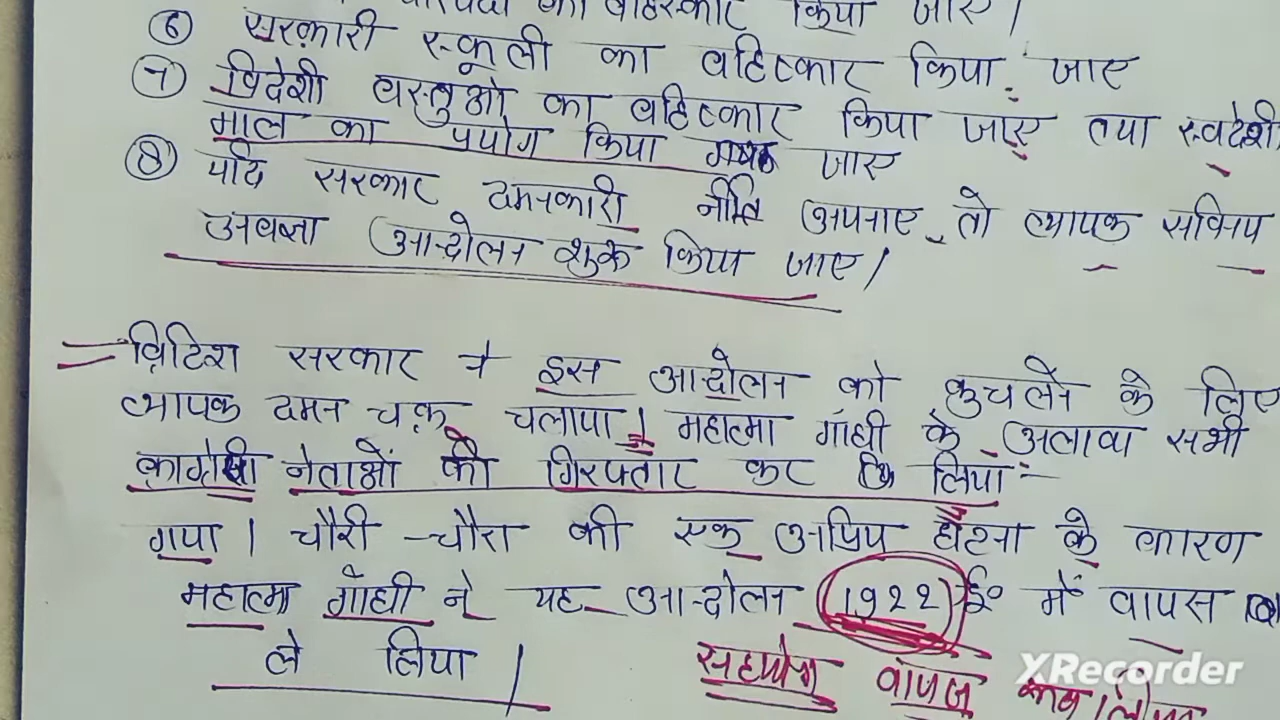 का बहिस्कार किया जाए।
⑥ सरकारी स्कूली का वहिष्कार किया जाए
⑦ विदेशी वस्तुओ का वहिष्कार किया जाए तथा स्वदेशी
माल का प्रयोग किया जाए
⑧ यदि सरकार दमनकारी नीति अपनाए तो व्यापक सविनय
अवज्ञा आन्दोलन शुरू किया जाए।
ब्रिटिश सरकार ने इस आन्दोलन को कुचलने के लिए
व्यापक दमन चक्र चलाया। महात्मा गांधी के अलावा सभी
काग्रेसी नेताओं को गिरफ्तार कर लिया
गया। चौरी-चौरा की एक अप्रिय घटना के कारण
महात्मा गाँधी ने यह आन्दोलन (1922) ई० में वापस
ले लिया।
XRecorder